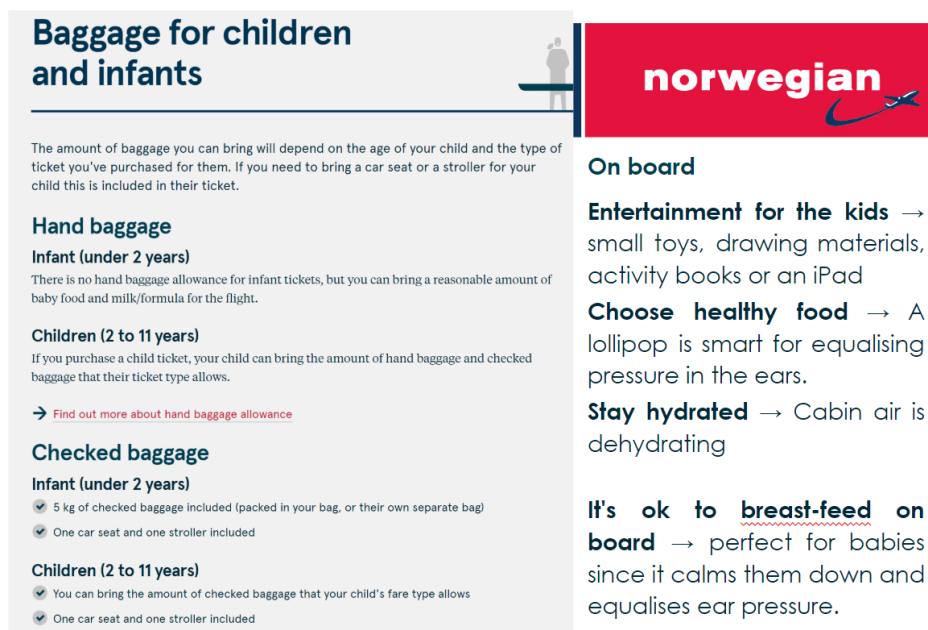 Baggage for children
and infants
The amount of baggage you can bring will depend on the age of your child and the type of
ticket you've purchased for them. If you need to bring a car seat or a stroller for your
child this is included in their ticket.
Hand baggage
Infant (under 2 years)
There is no hand baggage allowance for infant tickets, but you can bring a reasonable amount of
baby food and milk/formula for the flight.
Children (2 to 11 years)
If you purchase a child ticket, your child can bring the amount of hand baggage and checked
baggage that their ticket type allows.
→ Find out more about hand baggage allowance
Checked baggage
Infant (under 2 years)
5 kg of checked baggage included (packed in your bag, or their own separate bag)
One car seat and one stroller included
Children (2 to 11 years)
You can bring the amount of checked baggage that your child's fare type allows
One car seat and one stroller included
norwegian
On board
Entertainment for the kids →
small toys, drawing materials,
activity books or an iPad
Choose healthy food → A
lollipop is smart for equalising
pressure in the ears.
Stay hydrated → Cabin air is
dehydrating
It's ok to breast-feed on
board → perfect for babies
since it calms them down and
equalises ear pressure.